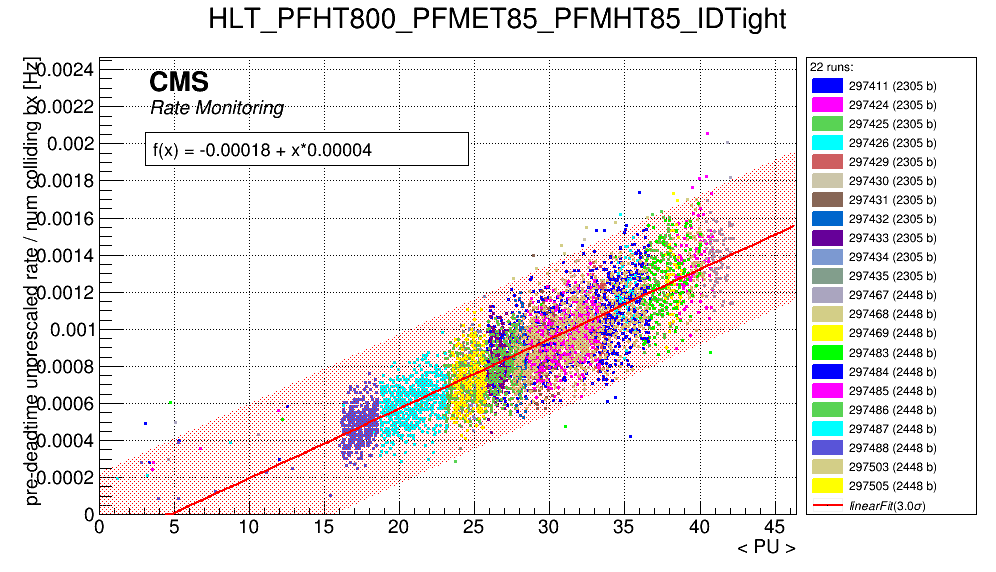 HLT_PFHT800_PFMET85_PFMHT85_IDTight
pre-deadtime unprescaled rate / num colliding bx [Hz]
0.0024
0.0022
0.002
0.0018
0.0016
0.0014
0.0012
0.001
0.0008
0.0006
0.0004
0.0002
0
CMS
Rate Monitoring
f(x) = -0.00018 + x*0.00004
0 5 10 15 20 25 30 35 40 45
< PU >
22 runs:
297411 (2305 b)
297424 (2305 b)
297425 (2305 b)
297426 (2305 b)
297429 (2305 b)
297430 (2305 b)
297431 (2305 b)
297432 (2305 b)
297433 (2305 b)
297434 (2305 b)
297435 (2305 b)
297467 (2448 b)
297468 (2448 b)
297469 (2448 b)
297483 (2448 b)
297484 (2448 b)
297485 (2448 b)
297486 (2448 b)
297487 (2448 b)
297488 (2448 b)
297503 (2448 b)
297505 (2448 b)
linearFit(3.0σ)